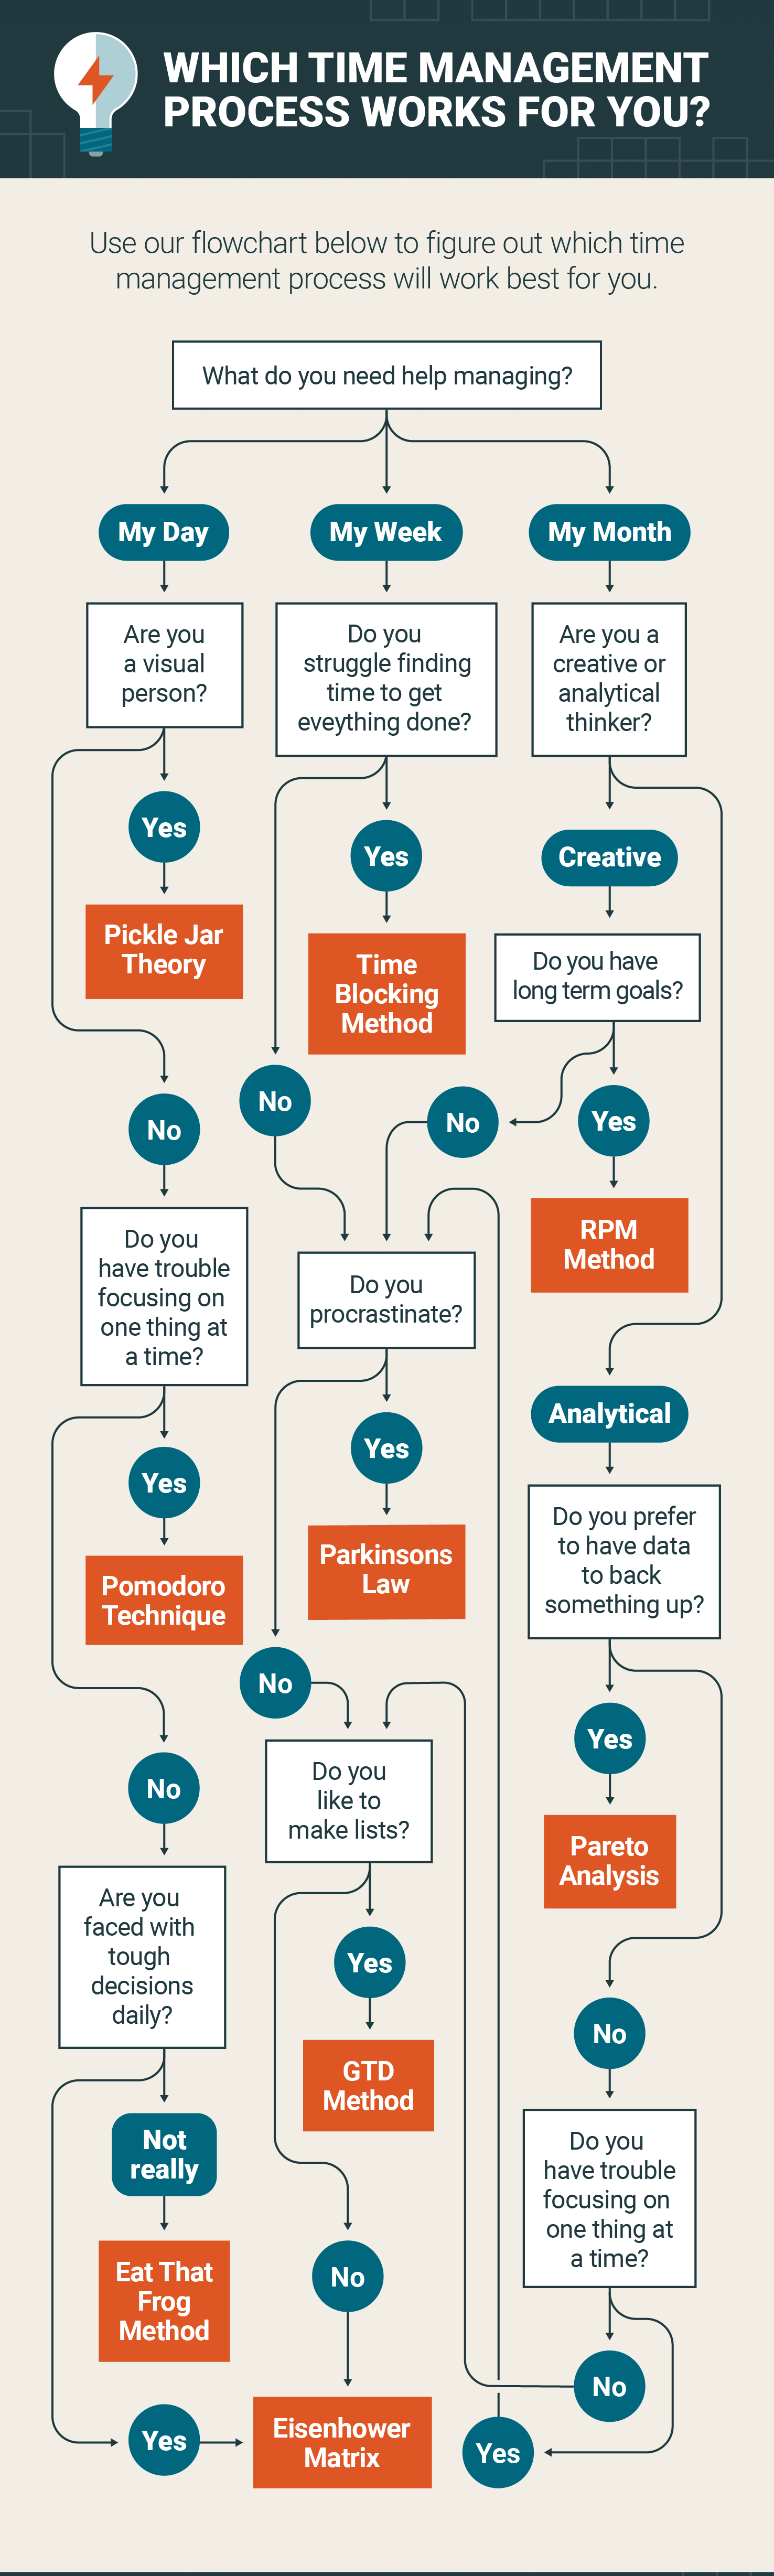 WHICH TIME MANAGEMENT
PROCESS WORKS FOR YOU?
Use our flowchart below to figure out which time
management process will work best for you.
What do you need help managing?
My Day
My Week
My Month
Are you
a visual
person?
Do you
struggle finding
time to get
eveything done?
Are you a
creative or
analytical
thinker?
Yes
Yes
Creative
Pickle Jar
Theory
Time
Blocking
Method
Do you have
long term goals?
No
No
No
Yes
RPM
Method
Do you
have trouble
focusing on
one thing at
a time?
Do you
procrastinate?
Analytical
Yes
Yes
Do you prefer
to have data
to back
something up?
Pomodoro
Technique
Parkinsons
Law
No
Yes
No
Do you
like to
make lists?
Pareto
Analysis
Are you
faced with
tough
decisions
daily?
Yes
No
GTD
Method
Not
really
Do you
have trouble
focusing on
one thing at
a time?
Eat That
Frog
Method
No
No
Yes
Eisenhower
Matrix
Yes